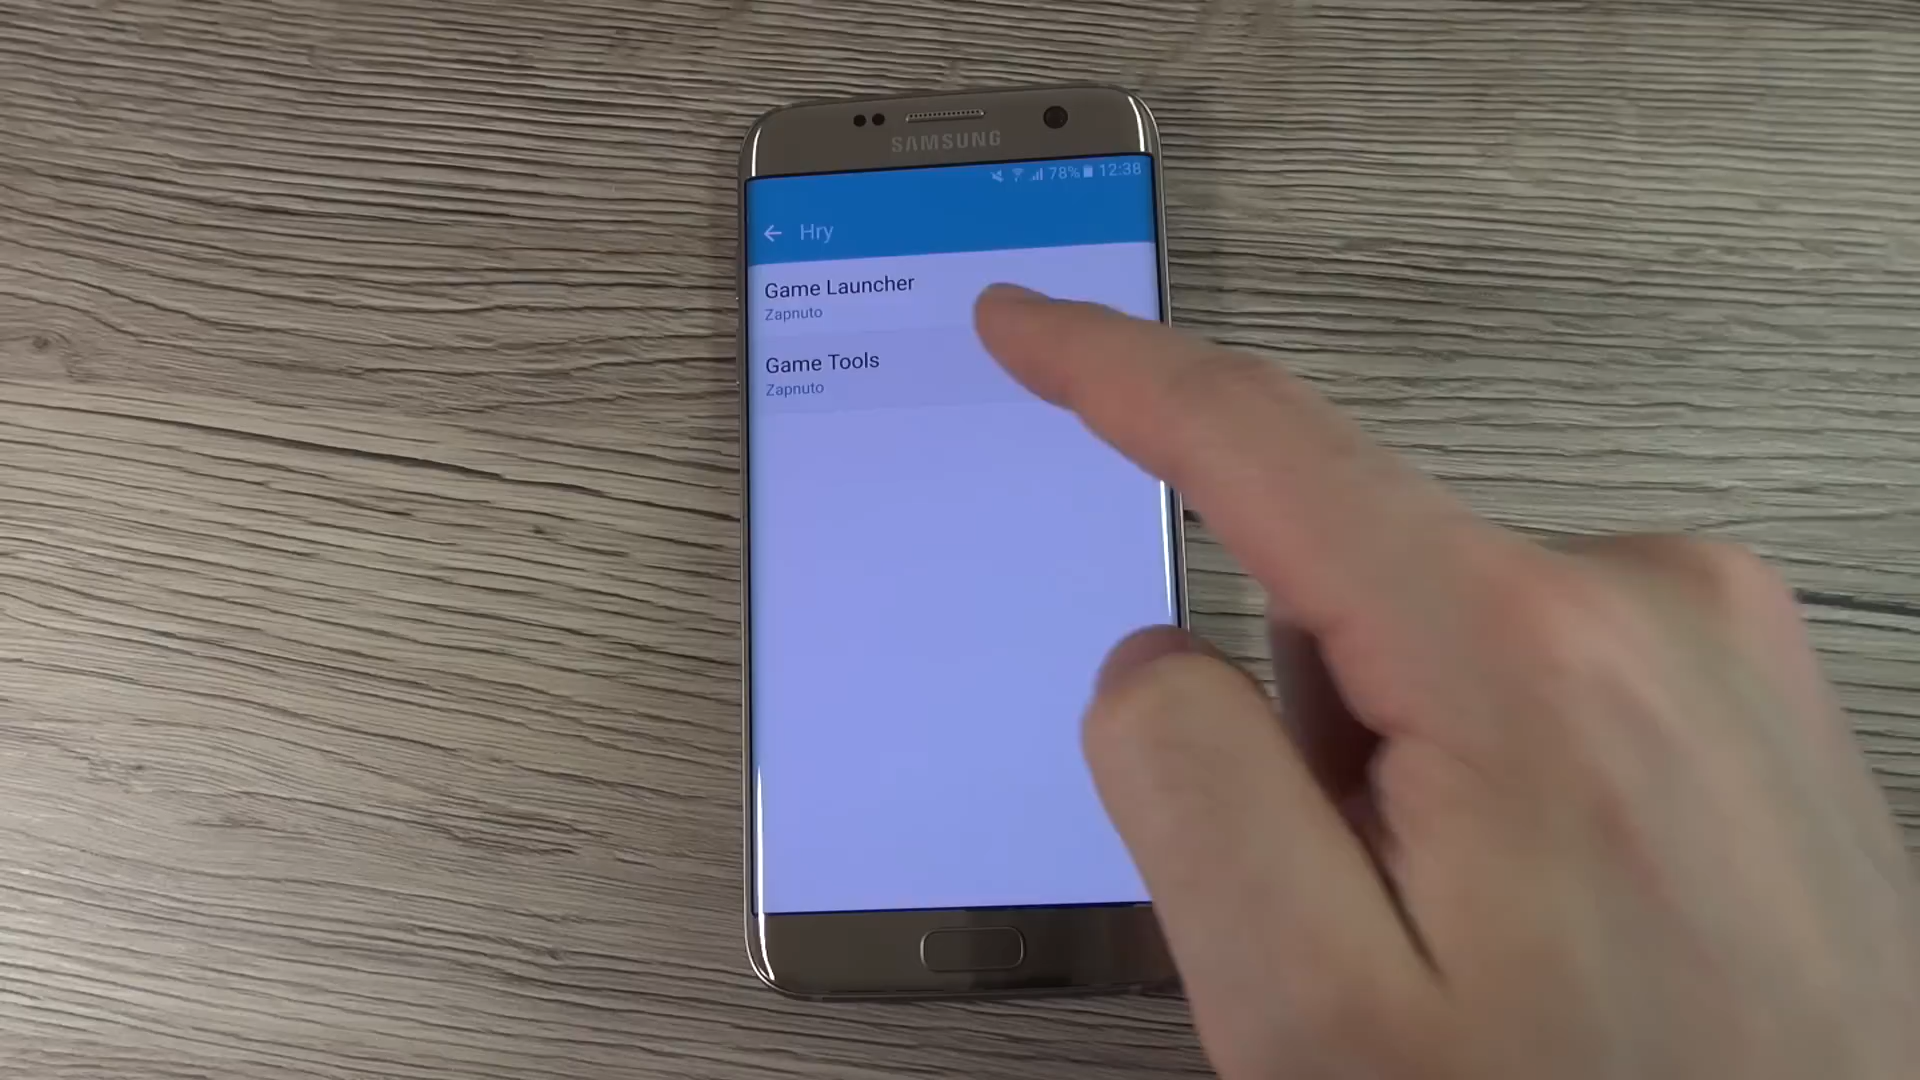 SAMSUNG
78% 12:38
Hry
Game Launcher
Zapnuto
Game Tools
Zapnuto